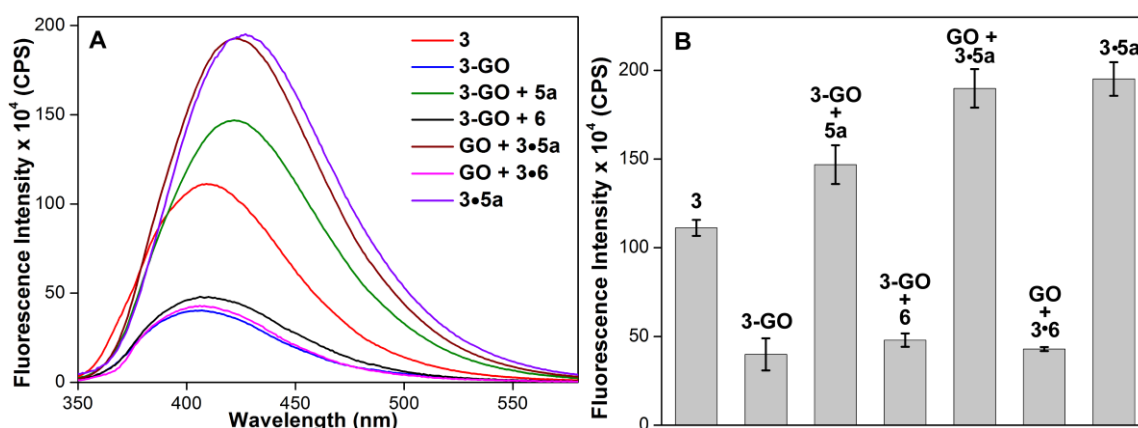 A
Fluorescence Intensity x 10⁴ (CPS)
200
150
100
50
0
350
400
450
500
550
Wavelength (nm)
3
3-GO
3-GO + 5a
3-GO + 6
GO + 3•5a
GO + 3•6
3•5a
B
Fluorescence Intensity x 10⁴ (CPS)
200
150
100
50
0
3
3-GO
3-GO
+
5a
3-GO
+
6
GO +
3•5a
GO
+
3•6
3•5a